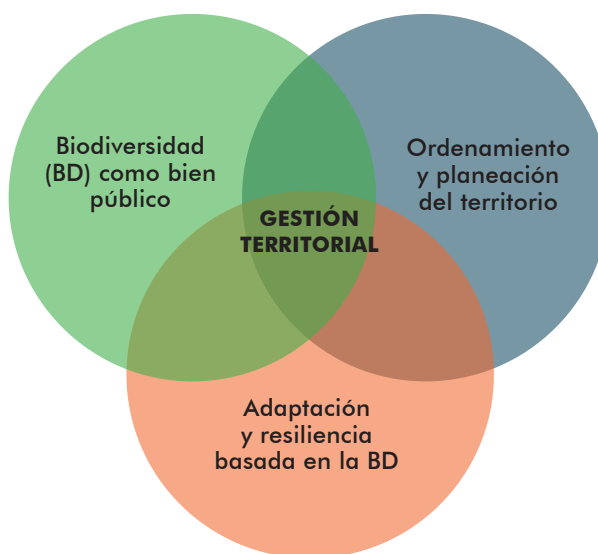 Biodiversidad
(BD) como bien
público
Ordenamiento
y planeación
del territorio
GESTIÓN
TERRITORIAL
Adaptación
y resiliencia
basada en la BD